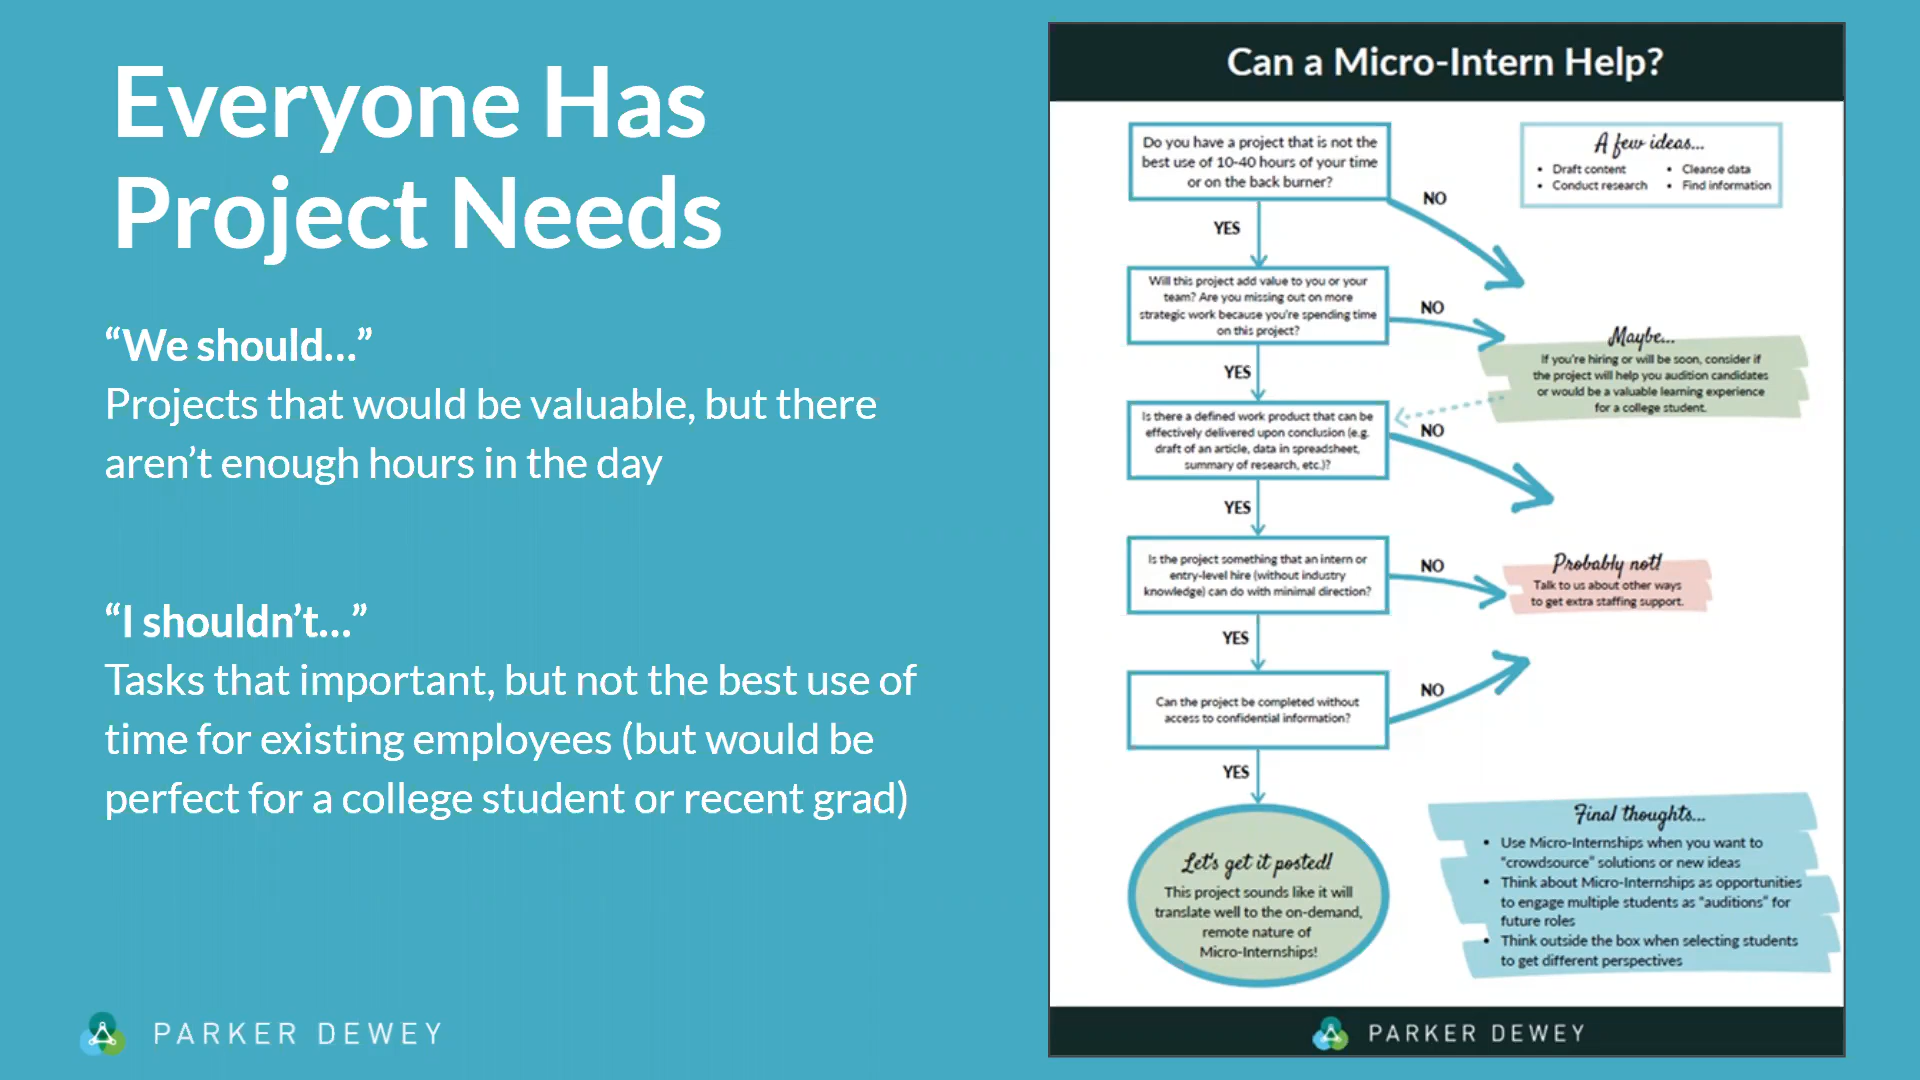 Everyone Has
Project Needs
“We should...”
Projects that would be valuable, but there
aren’t enough hours in the day
“I shouldn’t...”
Tasks that important, but not the best use of
time for existing employees (but would be
perfect for a college student or recent grad)
PARKER DEWEY
Can a Micro-Intern Help?
Do you have a project that is not the
best use of 10-40 hours of your time
or on the back burner?
A few ideas...
• Draft content
• Conduct research
• Cleanse data
• Find information
NO
YES
Will this project add value to you or your
team? Are you missing out on more
strategic work because you're spending time
on this project?
NO
Maybe...
If you're hiring or will be soon, consider if
the project will help you audition candidates
or would be a valuable learning experience
for a college student.
YES
Is there a defined work product that can be
effectively delivered upon conclusion (e.g.
draft of an article, data in spreadsheet,
summary of research, etc.)?
NO
YES
Is the project something that an intern or
entry-level hire (without industry
knowledge) can do with minimal direction?
NO
Probably not!
Talk to us about other ways
to get extra staffing support.
YES
Can the project be completed without
access to confidential information?
NO
YES
Let's get it posted!
This project sounds like it will
translate well to the on-demand,
remote nature of
Micro-Internships!
Final thoughts...
• Use Micro-Internships when you want to
“crowdsource” solutions or new ideas
• Think about Micro-Internships as opportunities
to engage multiple students as “auditions” for
future roles
• Think outside the box when selecting students
to get different perspectives
PARKER DEWEY